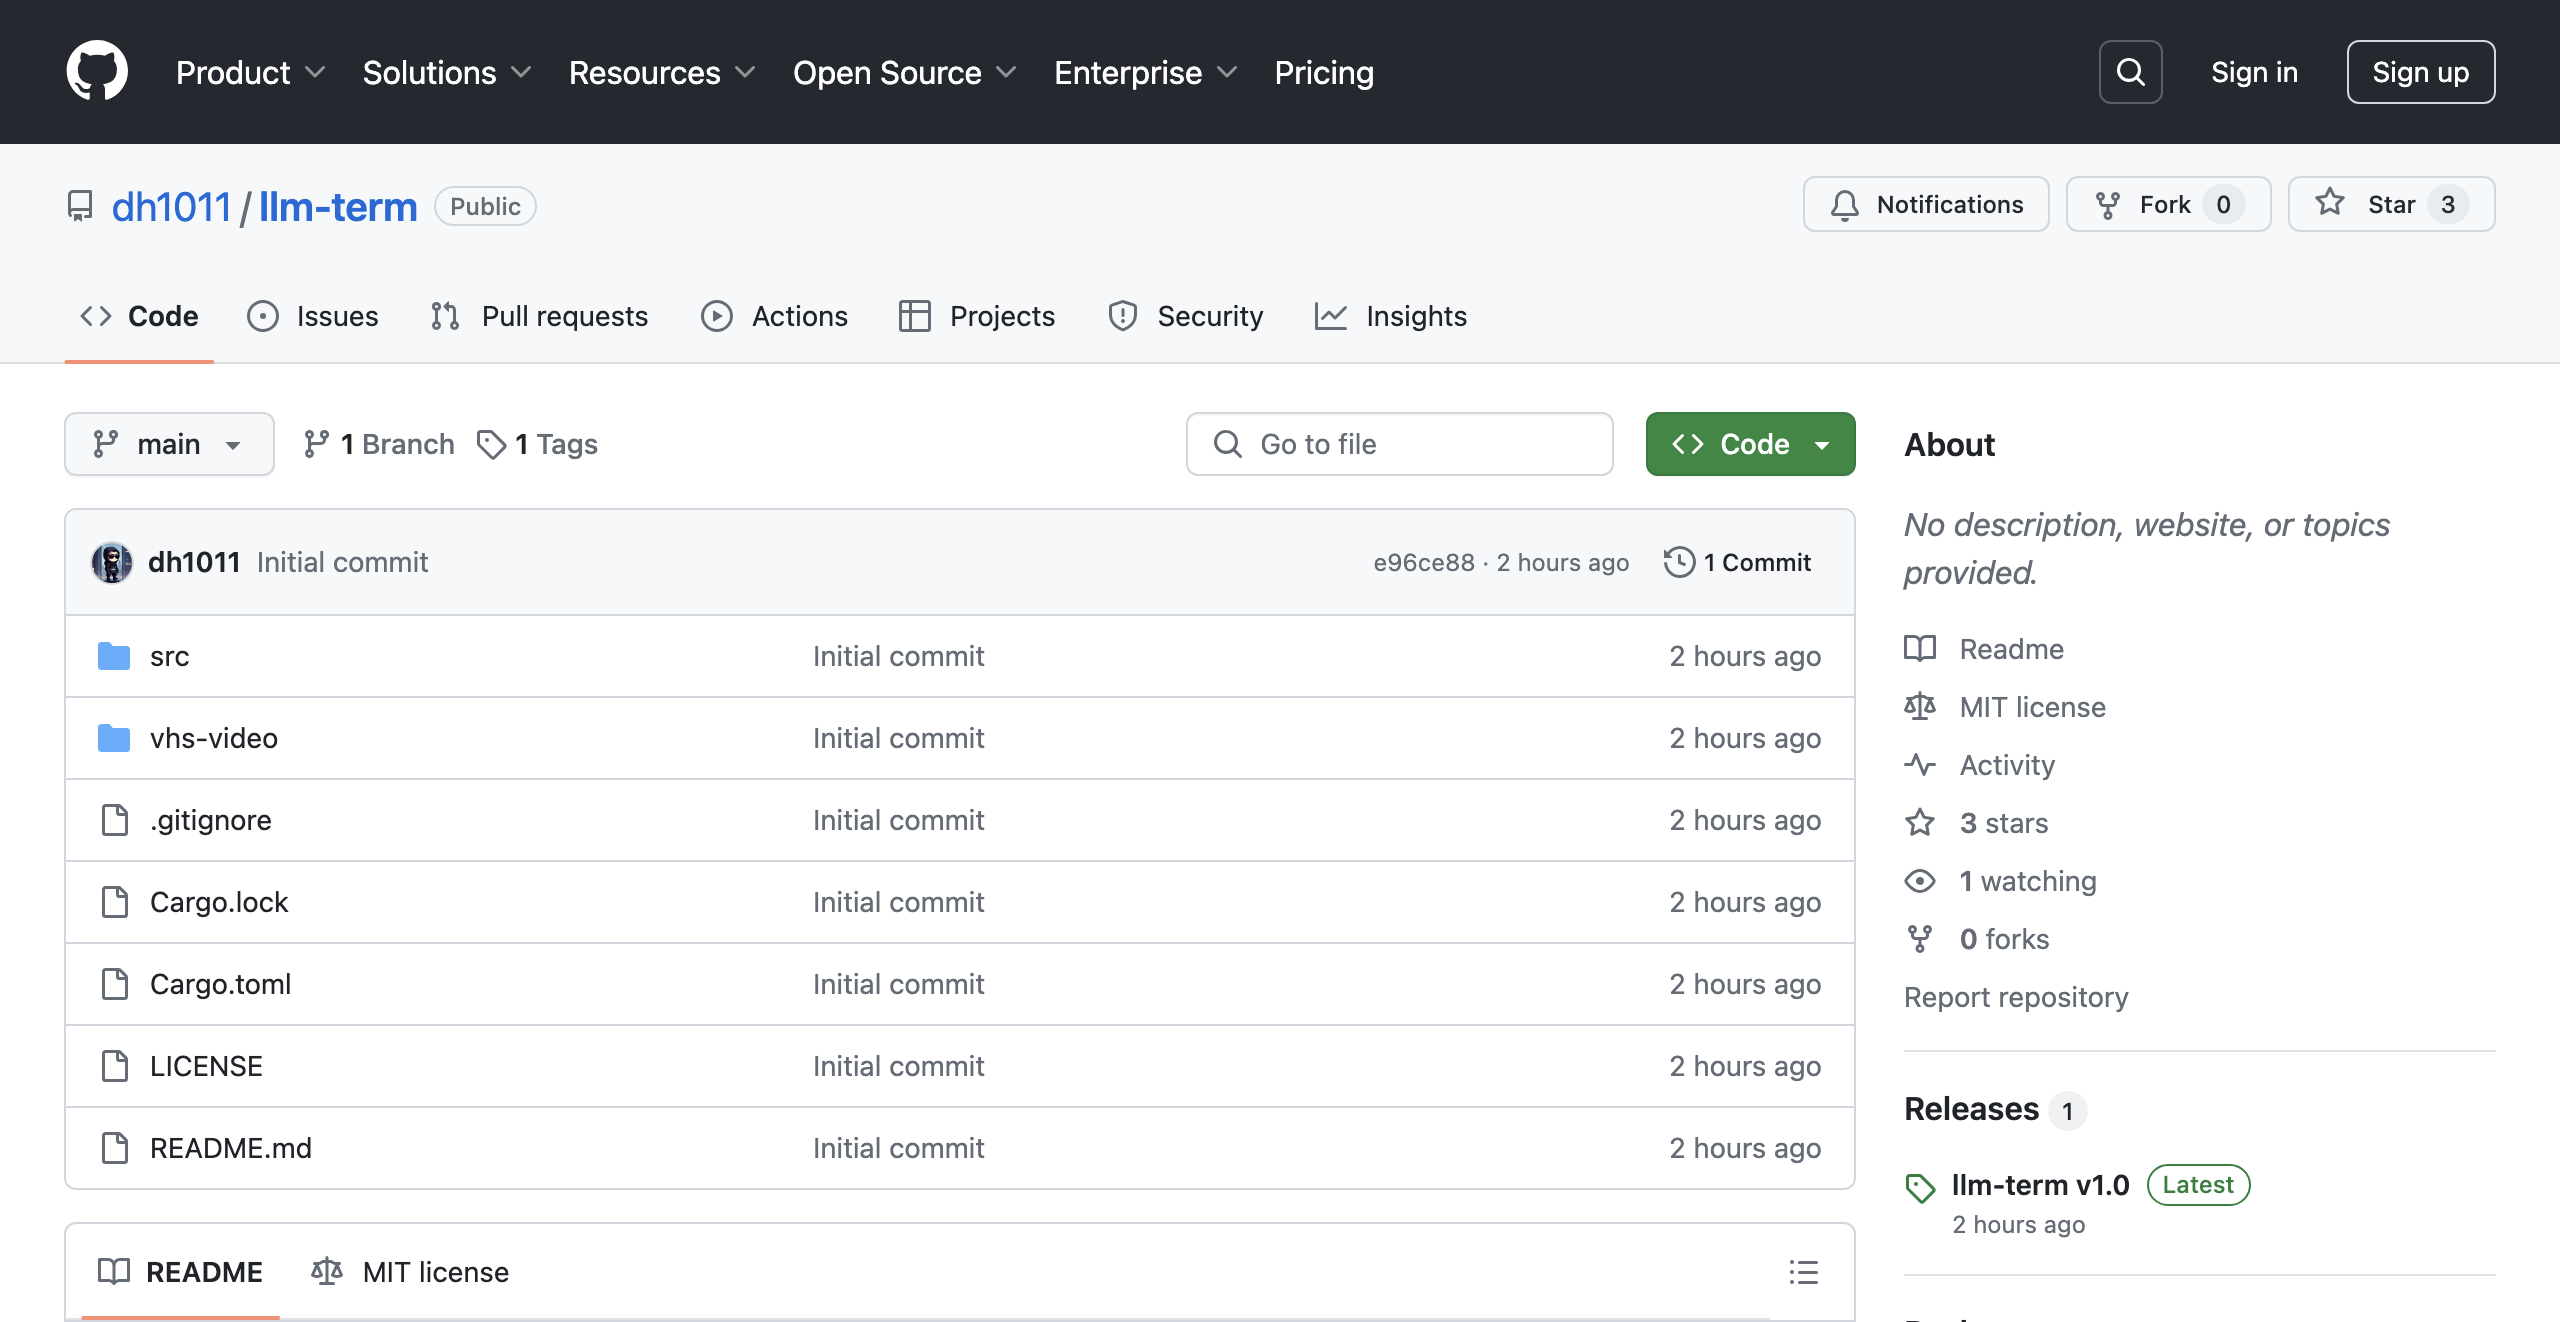 Product Solutions Resources Open Source Enterprise Pricing Sign in Sign up
dh1011/llm-term Public Notifications Fork 0 Star 3
Code Issues Pull requests Actions Projects Security Insights
main 1 Branch 1 Tags Go to file Code
dh1011 Initial commit e96ce88 · 2 hours ago 1 Commit
src Initial commit 2 hours ago
vhs-video Initial commit 2 hours ago
.gitignore Initial commit 2 hours ago
Cargo.lock Initial commit 2 hours ago
Cargo.toml Initial commit 2 hours ago
LICENSE Initial commit 2 hours ago
README.md Initial commit 2 hours ago
README MIT license
About
No description, website, or topics
provided.
Readme
MIT license
Activity
3 stars
1 watching
0 forks
Report repository
Releases 1
llm-term v1.0 Latest
2 hours ago